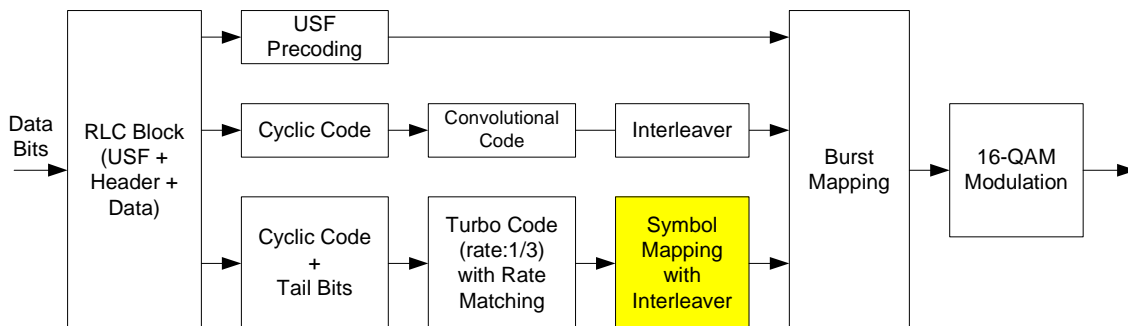 Data
Bits
RLC Block
(USF +
Header +
Data)
USF
Precoding
Cyclic Code
Convolutional
Code
Interleaver
Cyclic Code
+
Tail Bits
Turbo Code
(rate:1/3)
with Rate
Matching
Symbol
Mapping
with
Interleaver
Burst
Mapping
16-QAM
Modulation